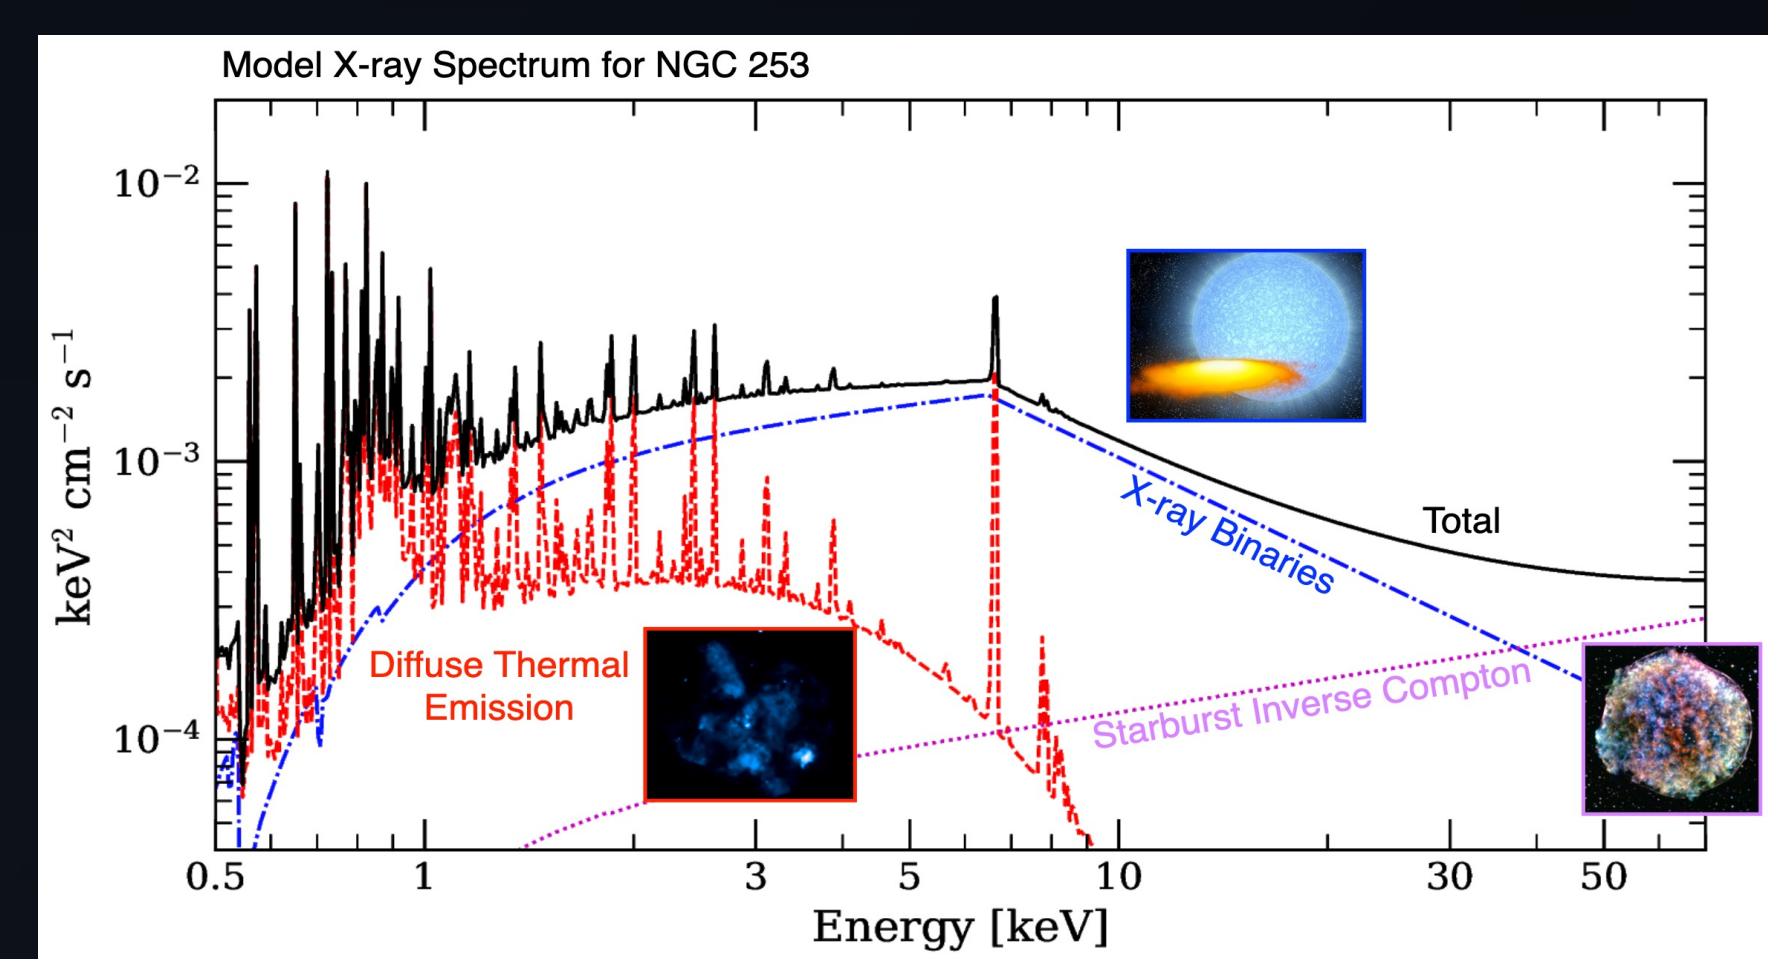 Model X-ray Spectrum for NGC 253
10⁻²
10⁻³
10⁻⁴
keV² cm⁻² s⁻¹
Total
X-ray Binaries
Diffuse Thermal
Emission
Starburst Inverse Compton
0.5 1 3 5 10 30 50
Energy [keV]